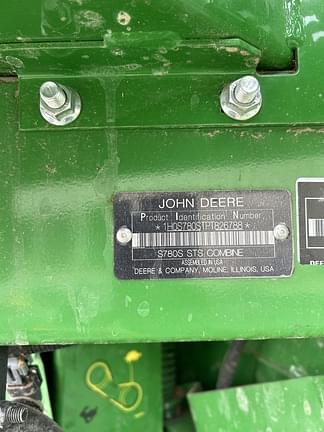 JOHN DEERE
Product Identification Number
*1H0S780STPT826788*
S780S STS COMBINE
ASSEMBLED IN USA
DEERE & COMPANY, MOLINE, ILLINOIS, USA